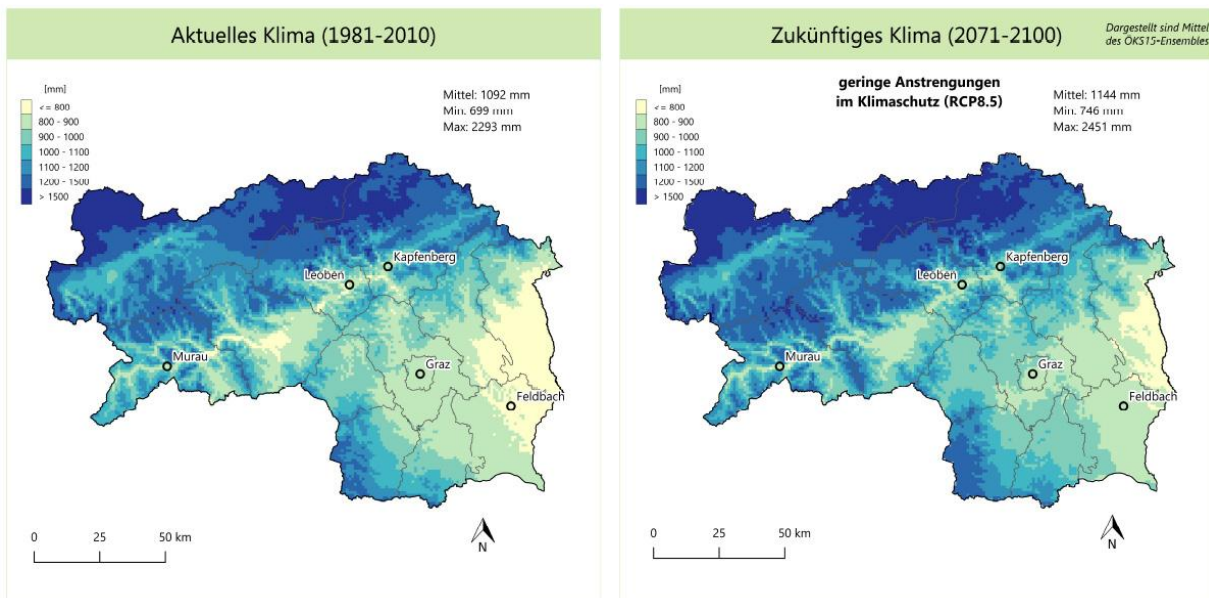 Aktuelles Klima (1981-2010)
[mm]
<= 800
800 - 900
900 - 1000
1000 - 1100
1100 - 1200
1200 - 1500
> 1500
Mittel: 1092 mm
Min: 699 mm
Max: 2293 mm
Kapfenberg
Leoben
Murau
Graz
Feldbach
0 25 50 km
N
Zukünftiges Klima (2071-2100)
Dargestellt sind Mittel
des ÖKS15-Ensembles
geringe Anstrengungen
im Klimaschutz (RCP8.5)
[mm]
<= 800
800 - 900
900 - 1000
1000 - 1100
1100 - 1200
1200 - 1500
> 1500
Mittel: 1144 mm
Min: 746 mm
Max: 2451 mm
Kapfenberg
Leoben
Murau
Graz
Feldbach
0 25 50 km
N